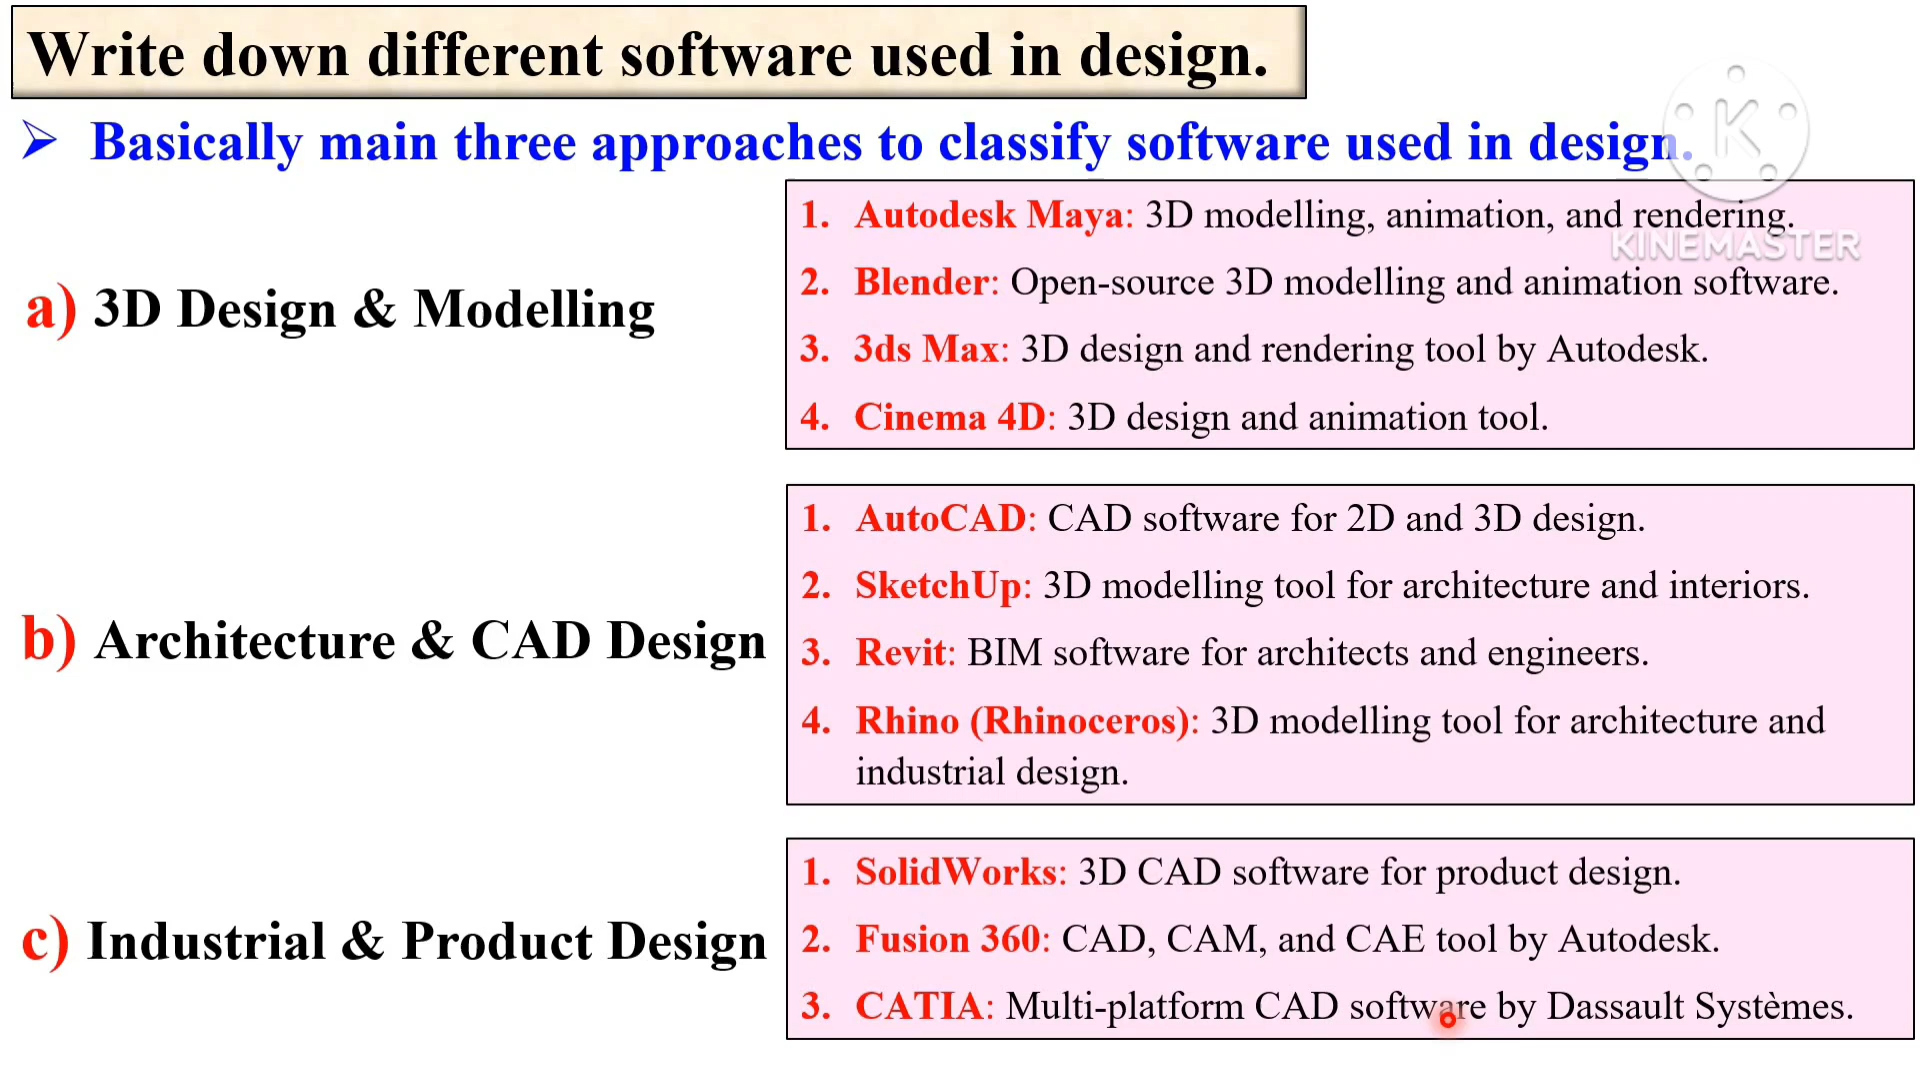 Write down different software used in design.
➢ Basically main three approaches to classify software used in design.
K
KINEMASTER
a) 3D Design & Modelling
1. Autodesk Maya: 3D modelling, animation, and rendering.
2. Blender: Open-source 3D modelling and animation software.
3. 3ds Max: 3D design and rendering tool by Autodesk.
4. Cinema 4D: 3D design and animation tool.
b) Architecture & CAD Design
1. AutoCAD: CAD software for 2D and 3D design.
2. SketchUp: 3D modelling tool for architecture and interiors.
3. Revit: BIM software for architects and engineers.
4. Rhino (Rhinoceros): 3D modelling tool for architecture and
industrial design.
c) Industrial & Product Design
1. SolidWorks: 3D CAD software for product design.
2. Fusion 360: CAD, CAM, and CAE tool by Autodesk.
3. CATIA: Multi-platform CAD software by Dassault Systèmes.